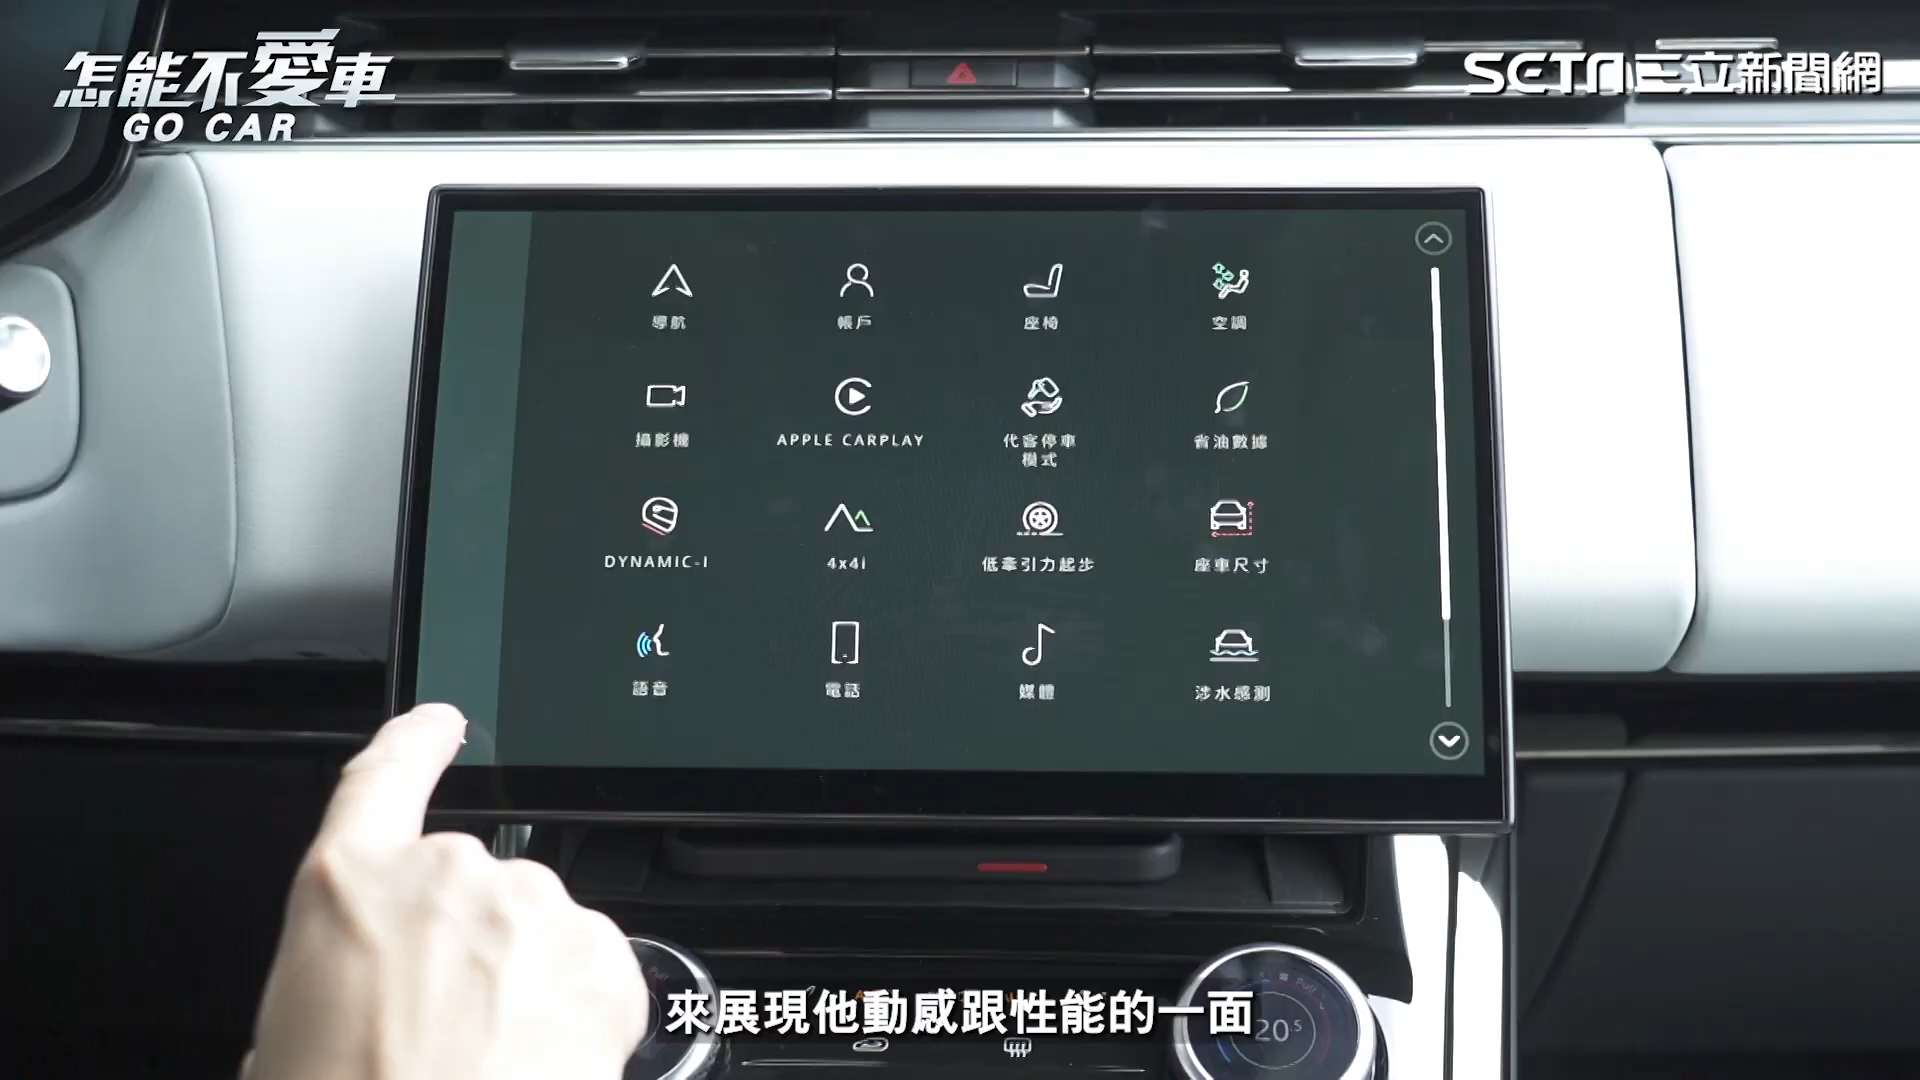 怎能不愛車
GO CAR
SETN三立新聞網
導航
帳戶
座椅
空調
攝影機
APPLE CARPLAY
代客停車
模式
省油數據
DYNAMIC-I
4x4i
低牽引力起步
座車尺寸
語音
電話
媒體
涉水感測
Pull
Pull
20.5
來展現他動感跟性能的一面